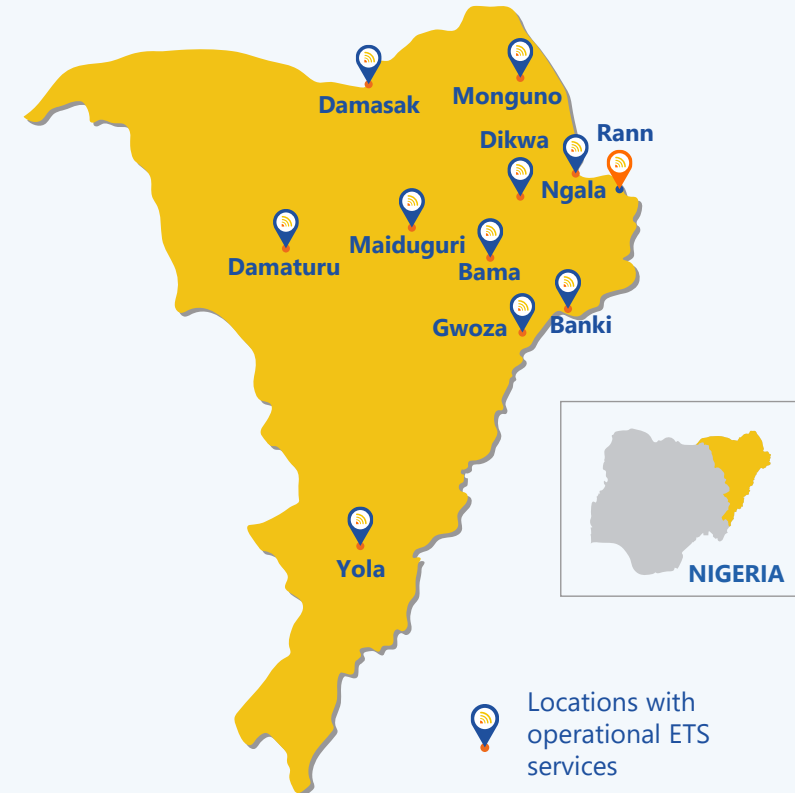 Damasak
Monguno
Dikwa
Rann
Ngala
Maiduguri
Damaturu
Bama
Gwoza
Banki
Yola
NIGERIA
Locations with
operational ETS
services